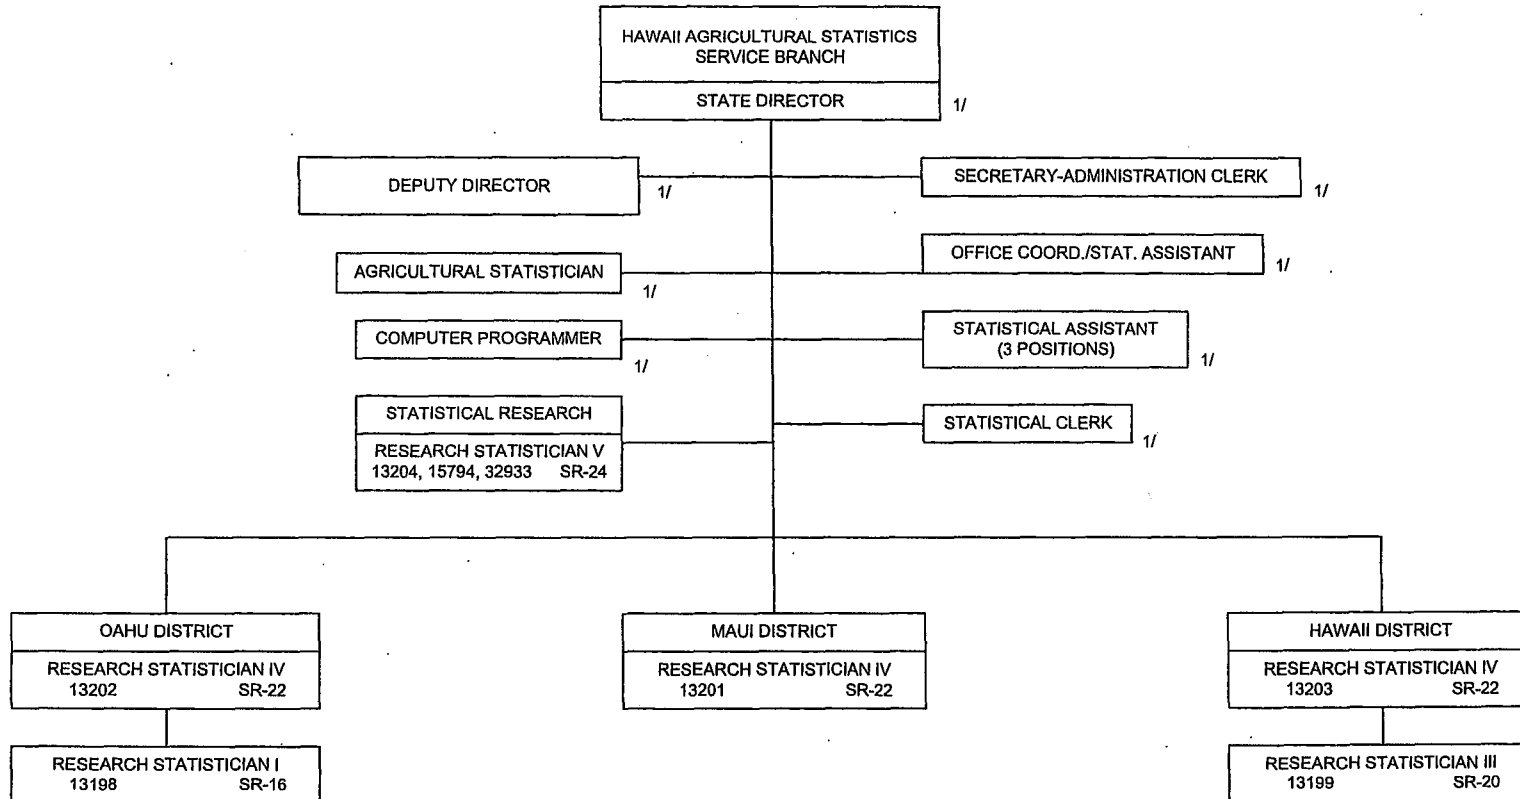 HAWAII AGRICULTURAL STATISTICS
SERVICE BRANCH
STATE DIRECTOR
1/
DEPUTY DIRECTOR
1/
SECRETARY-ADMINISTRATION CLERK
1/
AGRICULTURAL STATISTICIAN
1/
OFFICE COORD./STAT. ASSISTANT
1/
COMPUTER PROGRAMMER
1/
STATISTICAL ASSISTANT
(3 POSITIONS)
1/
STATISTICAL RESEARCH
RESEARCH STATISTICIAN V
13204, 15794, 32933 SR-24
STATISTICAL CLERK
1/
OAHU DISTRICT
RESEARCH STATISTICIAN IV
13202 SR-22
RESEARCH STATISTICIAN I
13198 SR-16
MAUI DISTRICT
RESEARCH STATISTICIAN IV
13201 SR-22
HAWAII DISTRICT
RESEARCH STATISTICIAN IV
13203 SR-22
RESEARCH STATISTICIAN III
13199 SR-20